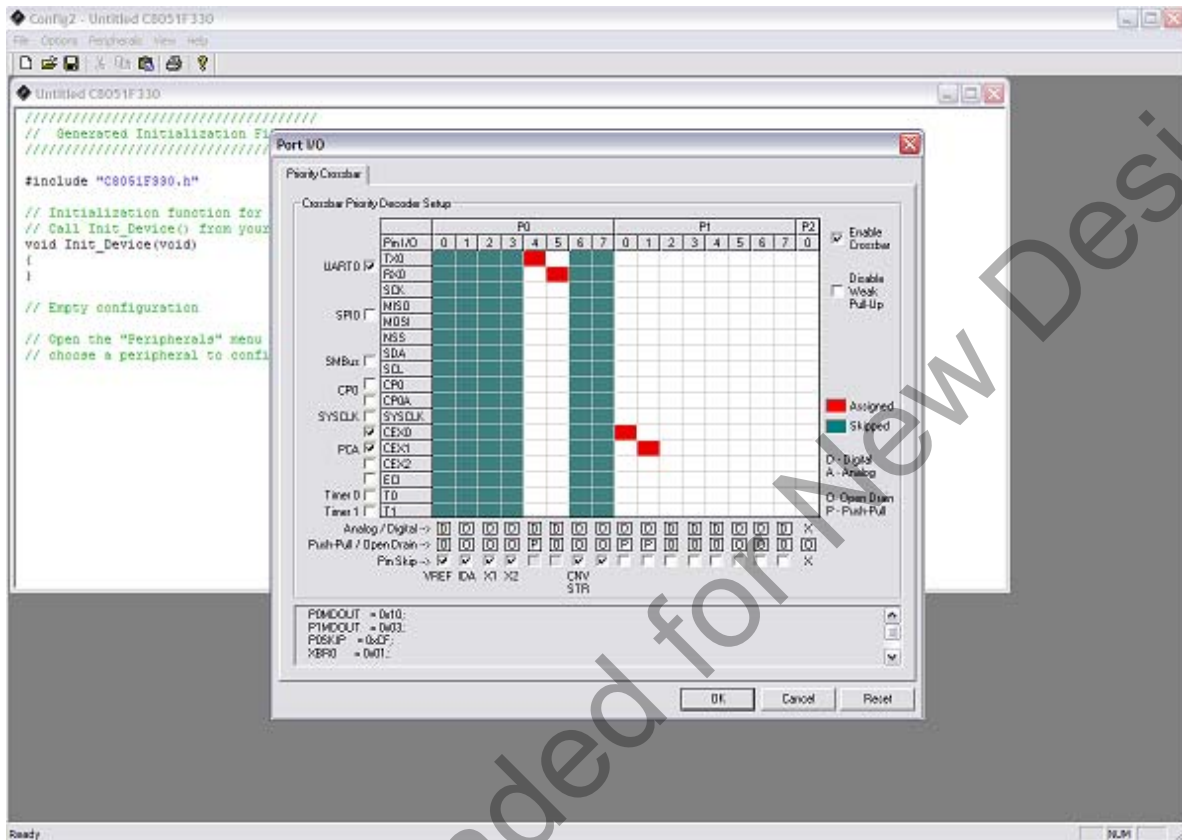 Config2 - Untitled C8051F330
File Options Peripherals View Help
Untitled C8051F330
////////////////////////////////////
// Generated Initialization Fi
#include "C8051F330.h"
// Initialization function for
// Call Init_Device() from your
void Init_Device(void)
{
}
// Empty configuration
// Open the "Peripherals" menu
// choose a peripheral to confi
Port I/O
Priority Crossbar
Crossbar Priority Decoder Setup
P0 P1 P2
Pin I/O 0 1 2 3 4 5 6 7 0 1 2 3 4 5 6 7 0
UART0 TX0
RX0
SCK
SPI0 MISO
MOSI
NSS
SMBus SDA
SCL
CP0 CP0
CP0A
SYSCLK SYSCLK
CEX0
PCA CEX1
CEX2
ECI
Timer 0 T0
Timer 1 T1
Enable Crossbar
Disable Weak Pull-Up
Assigned
Skipped
D - Digital
A - Analog
O - Open Drain
P - Push-Pull
Analog / Digital -> D D D D D D D D D D D D D X
Push-Pull / Open Drain -> O O O O P O O O P P O O O O O O O
Pin Skip -> X
VREF IDA X1 X2 CNV STR
P0MDOUT = 0x10;
P1MDOUT = 0x03;
P0SKIP = 0xCF;
XBR0 = 0x01;
OK Cancel Reset
Ready NUM
ded for New Desi